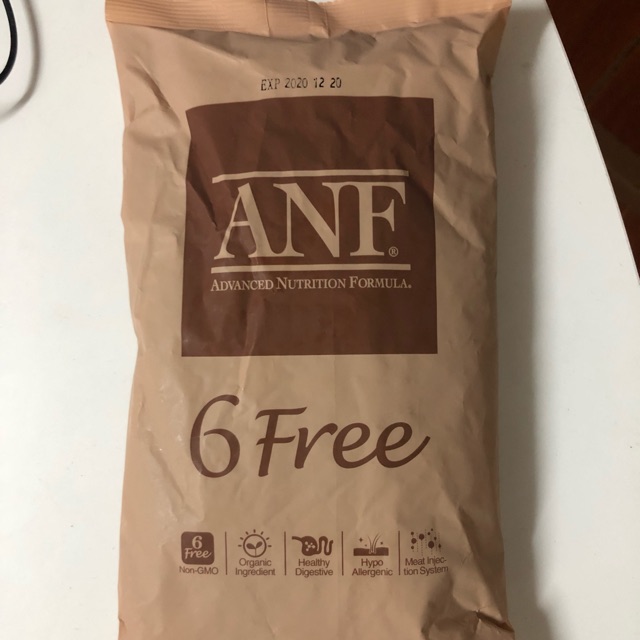 EXP 2020 12 20
ANF®
ADVANCED NUTRITION FORMULA®
6 Free
6
Free
Non-GMO
Organic
Ingredient
Healthy
Digestive
Hypo
Allergenic
Meat Injec-
tion System